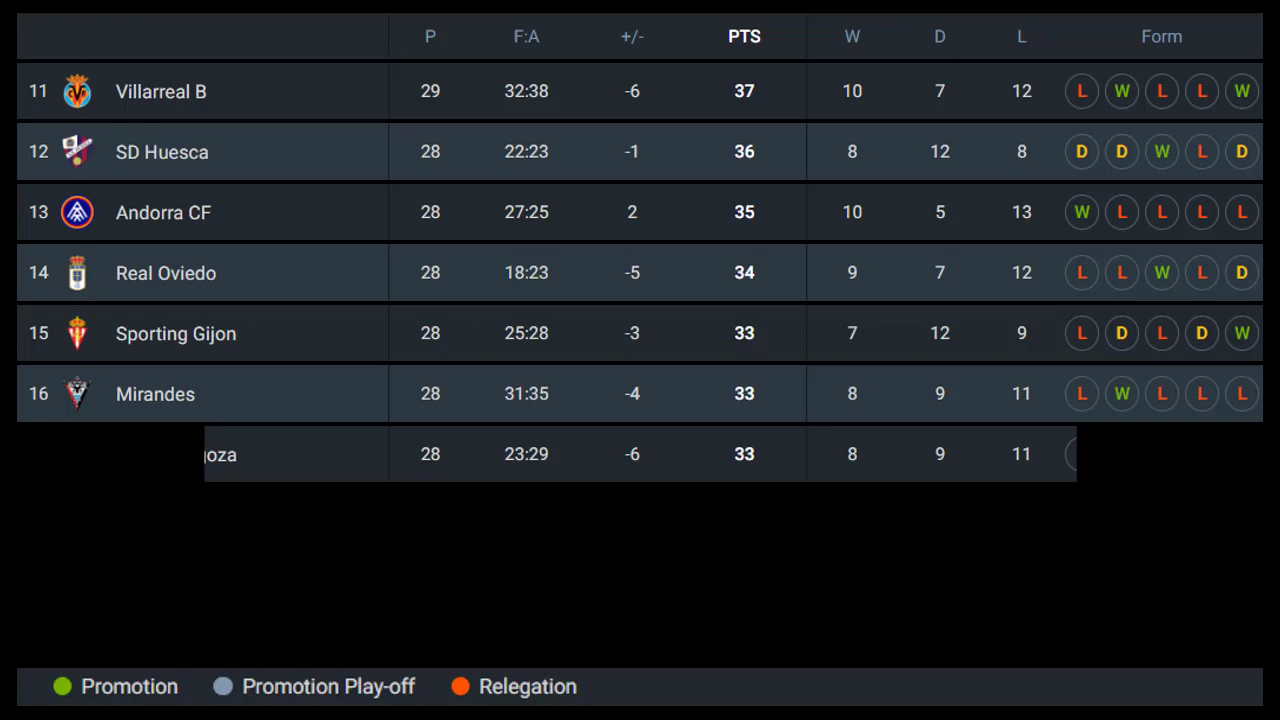 P F:A +/- PTS W D L Form
11 Villarreal B 29 32:38 -6 37 10 7 12 L W L L W
12 SD Huesca 28 22:23 -1 36 8 12 8 D D W L D
13 Andorra CF 28 27:25 2 35 10 5 13 W L L L L
14 Real Oviedo 28 18:23 -5 34 9 7 12 L L W L D
15 Sporting Gijon 28 25:28 -3 33 7 12 9 L D L D W
16 Mirandes 28 31:35 -4 33 8 9 11 L W L L L
oza 28 23:29 -6 33 8 9 11
Promotion Promotion Play-off Relegation